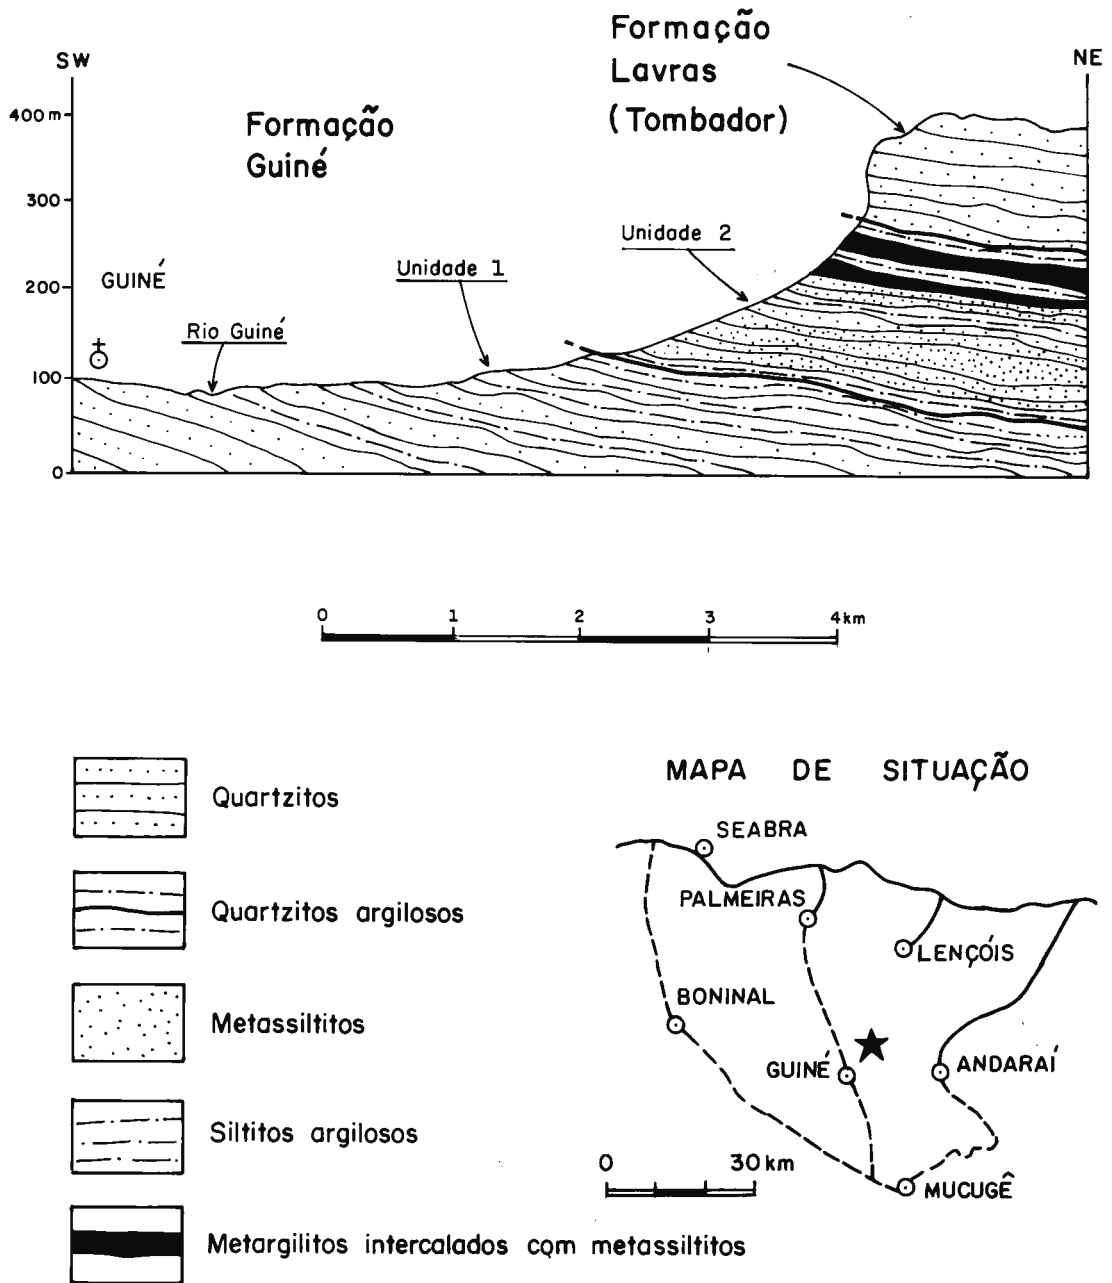 Formação
Lavras
(Tombador)
SW
NE
400 m
Formação
Guiné
300
Unidade 2
GUINÉ
Unidade 1
200
Rio Guiné
100
0
0 1 2 3 4 km
Quartzitos
Quartzitos argilosos
Metassiltitos
Siltitos argilosos
Metargilitos intercalados com metassiltitos
MAPA DE SITUAÇÃO
SEABRA
PALMEIRAS
LENÇÓIS
BONINAL
GUINÉ
ANDARAÍ
0 30 km
MUCUGÊ